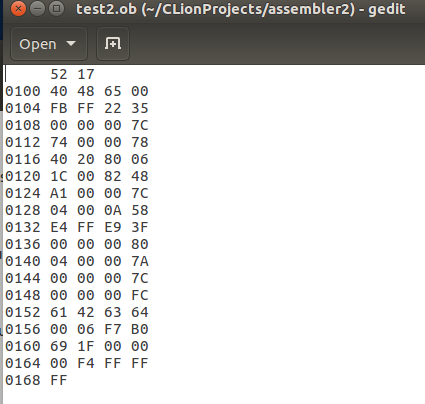 test2.ob (~/CLionProjects/assembler2) - gedit
Open
52 17
0100 40 48 65 00
0104 FB FF 22 35
0108 00 00 00 7C
0112 74 00 00 78
0116 40 20 80 06
0120 1C 00 82 48
0124 A1 00 00 7C
0128 04 00 0A 58
0132 E4 FF E9 3F
0136 00 00 00 80
0140 04 00 00 7A
0144 00 00 00 7C
0148 00 00 00 FC
0152 61 42 63 64
0156 00 06 F7 B0
0160 69 1F 00 00
0164 00 F4 FF FF
0168 FF